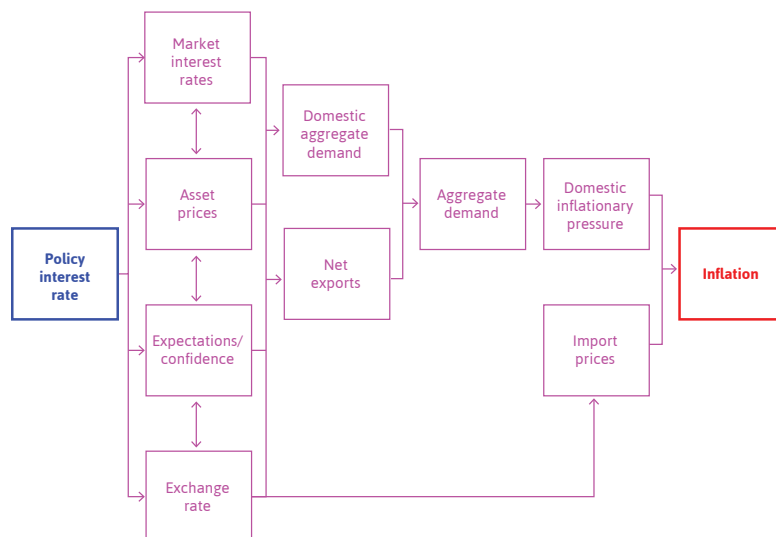 Market
interest
rates
Domestic
aggregate
demand
Asset
prices
Aggregate
demand
Domestic
inflationary
pressure
Policy
interest
rate
Net
exports
Inflation
Expectations/
confidence
Import
prices
Exchange
rate